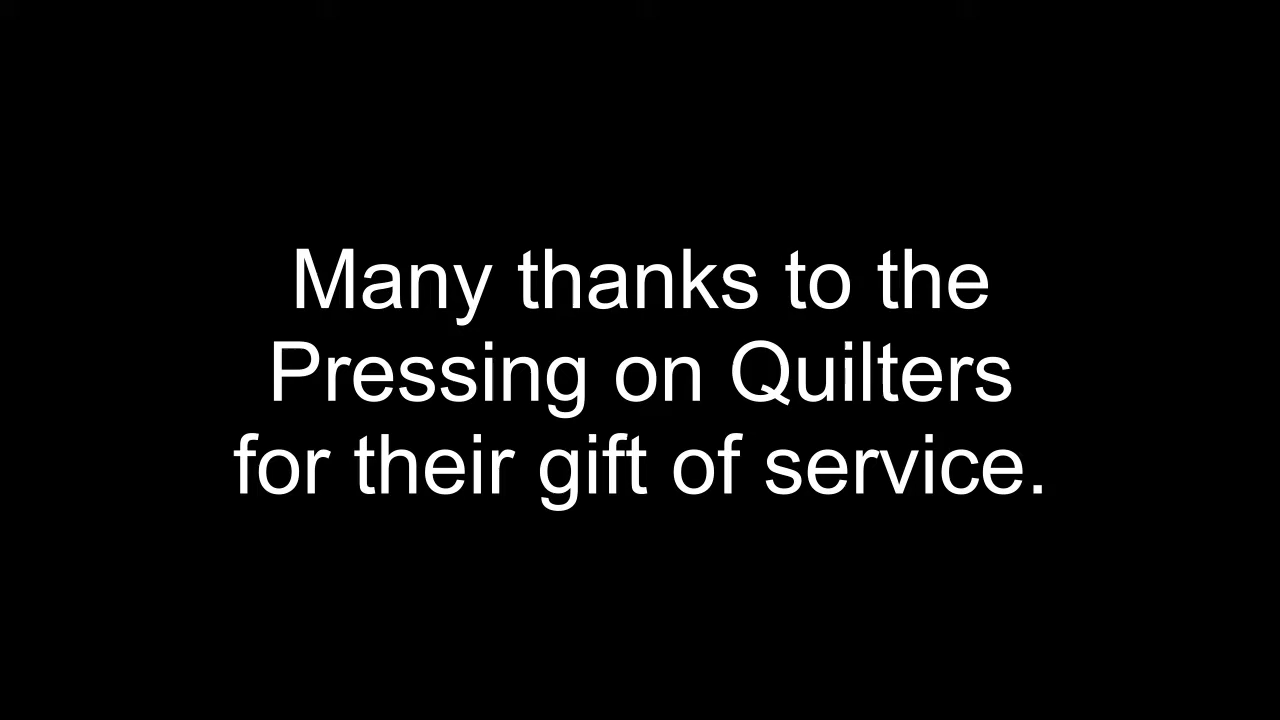 Many thanks to the
Pressing on Quilters
for their gift of service.